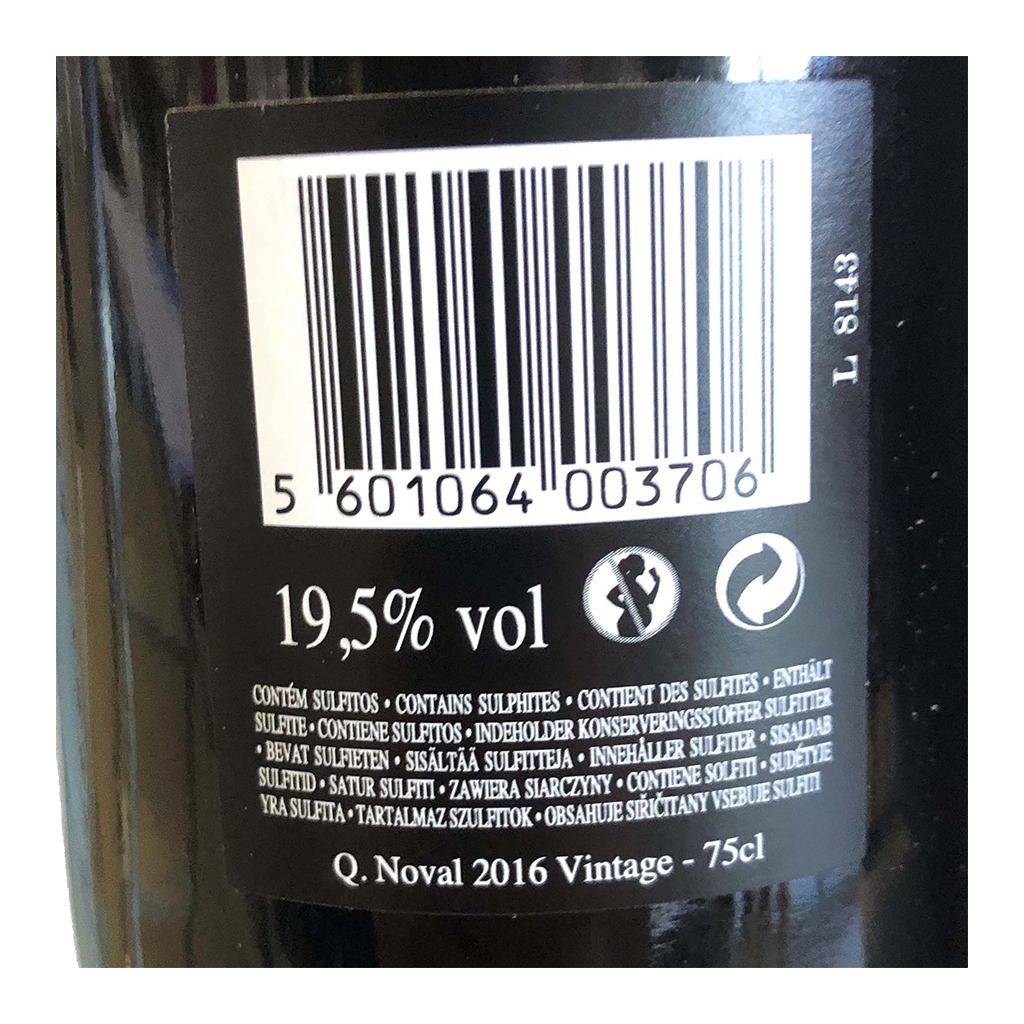 L 8143
5 601064 003706
19,5% vol
CONTÉM SULFITOS • CONTAINS SULPHITES • CONTIENT DES SULFITES • ENTHÄLT
SULFITE • CONTIENE SULFITOS • INDEHOLDER KONSERVERINGSSTOFFER SULFITTER
• BEVAT SULFIETEN • SISÄLTÄÄ SULFITTEJA • INNEHÅLLER SULFITER • SISALDAB
SULFITID • SATUR SULFITI • ZAWIERA SIARCZYNY • CONTIENE SOLFITI • SUDÉTYJE
YRA SULFITA • TARTALMAZ SZULFITOK • OBSAHUJE SIŘIČITANY VSEBUJE SULFITI
Q. Noval 2016 Vintage - 75cl